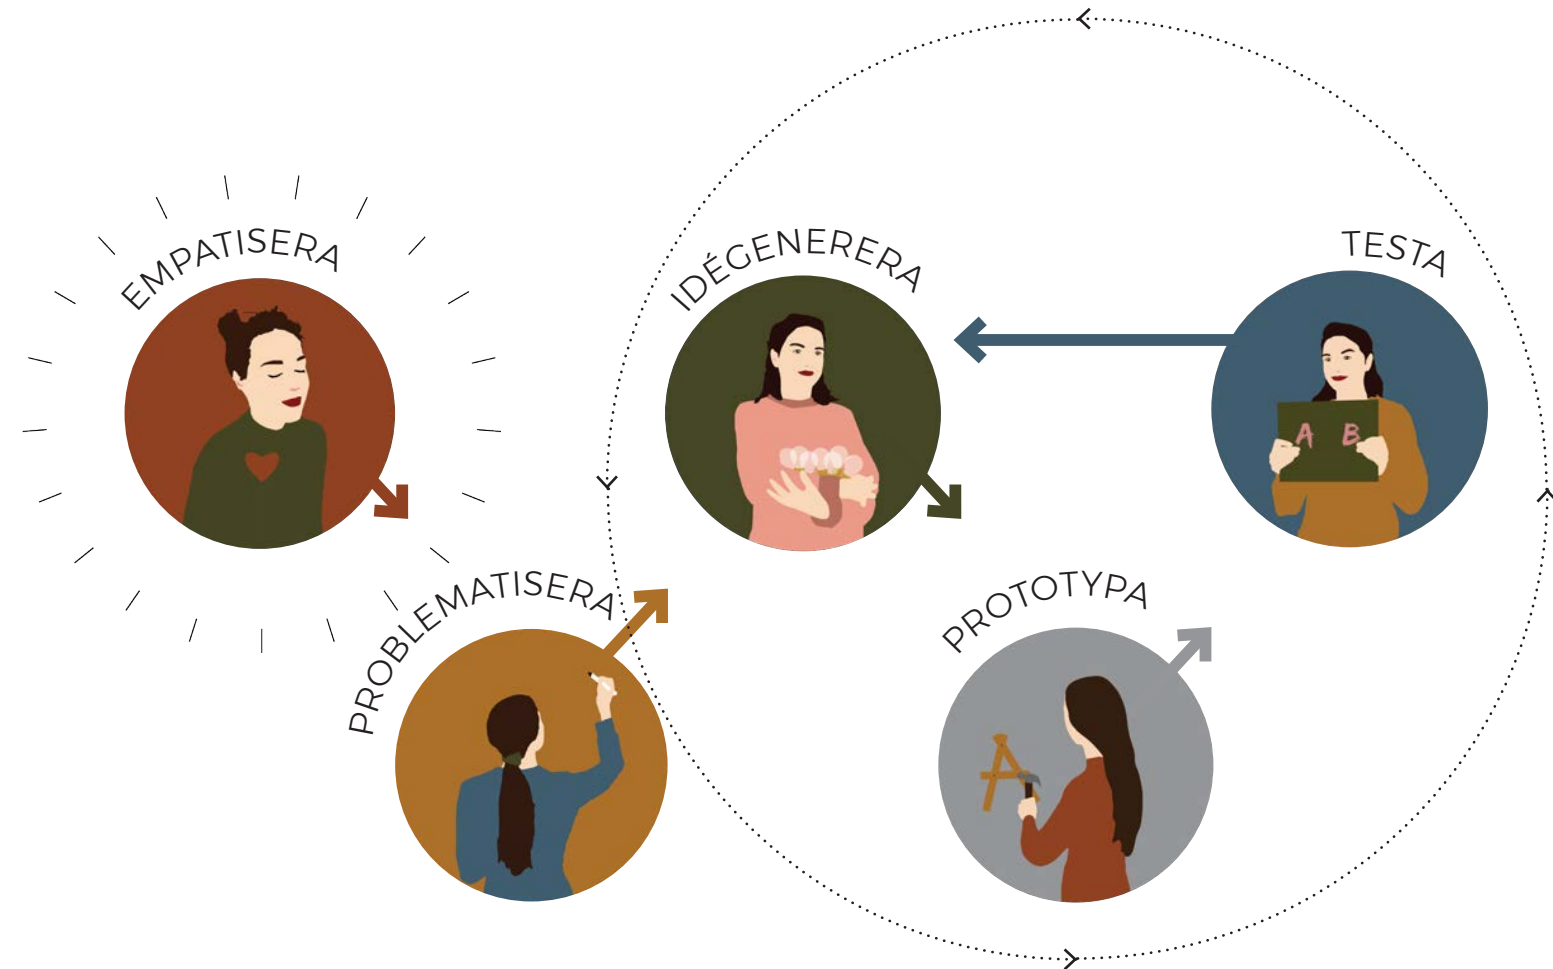 EMPATISERA
PROBLEMATISERA
IDÉGENERERA
PROTOTYPA
TESTA
A B